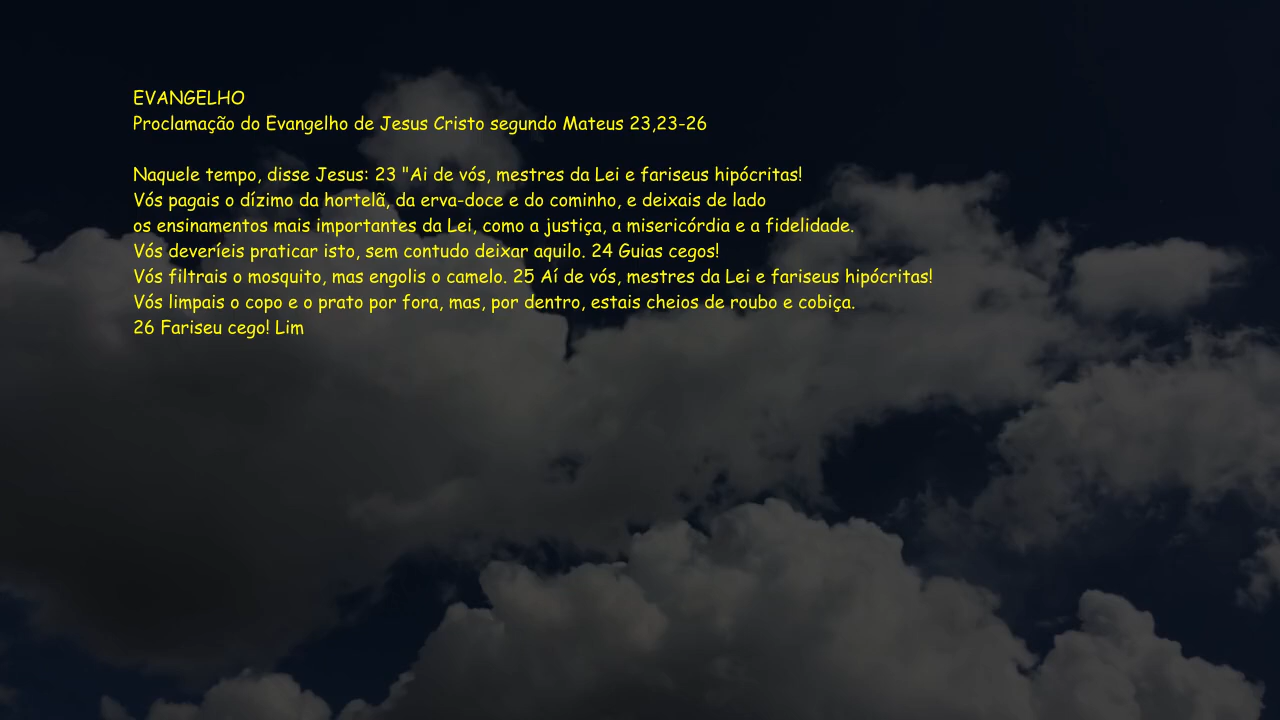 EVANGELHO
Proclamação do Evangelho de Jesus Cristo segundo Mateus 23,23-26
Naquele tempo, disse Jesus: 23 "Ai de vós, mestres da Lei e fariseus hipócritas!
Vós pagais o dízimo da hortelã, da erva-doce e do cominho, e deixais de lado
os ensinamentos mais importantes da Lei, como a justiça, a misericórdia e a fidelidade.
Vós deveríeis praticar isto, sem contudo deixar aquilo. 24 Guias cegos!
Vós filtrais o mosquito, mas engolis o camelo. 25 Aí de vós, mestres da Lei e fariseus hipócritas!
Vós limpais o copo e o prato por fora, mas, por dentro, estais cheios de roubo e cobiça.
26 Fariseu cego! Lim